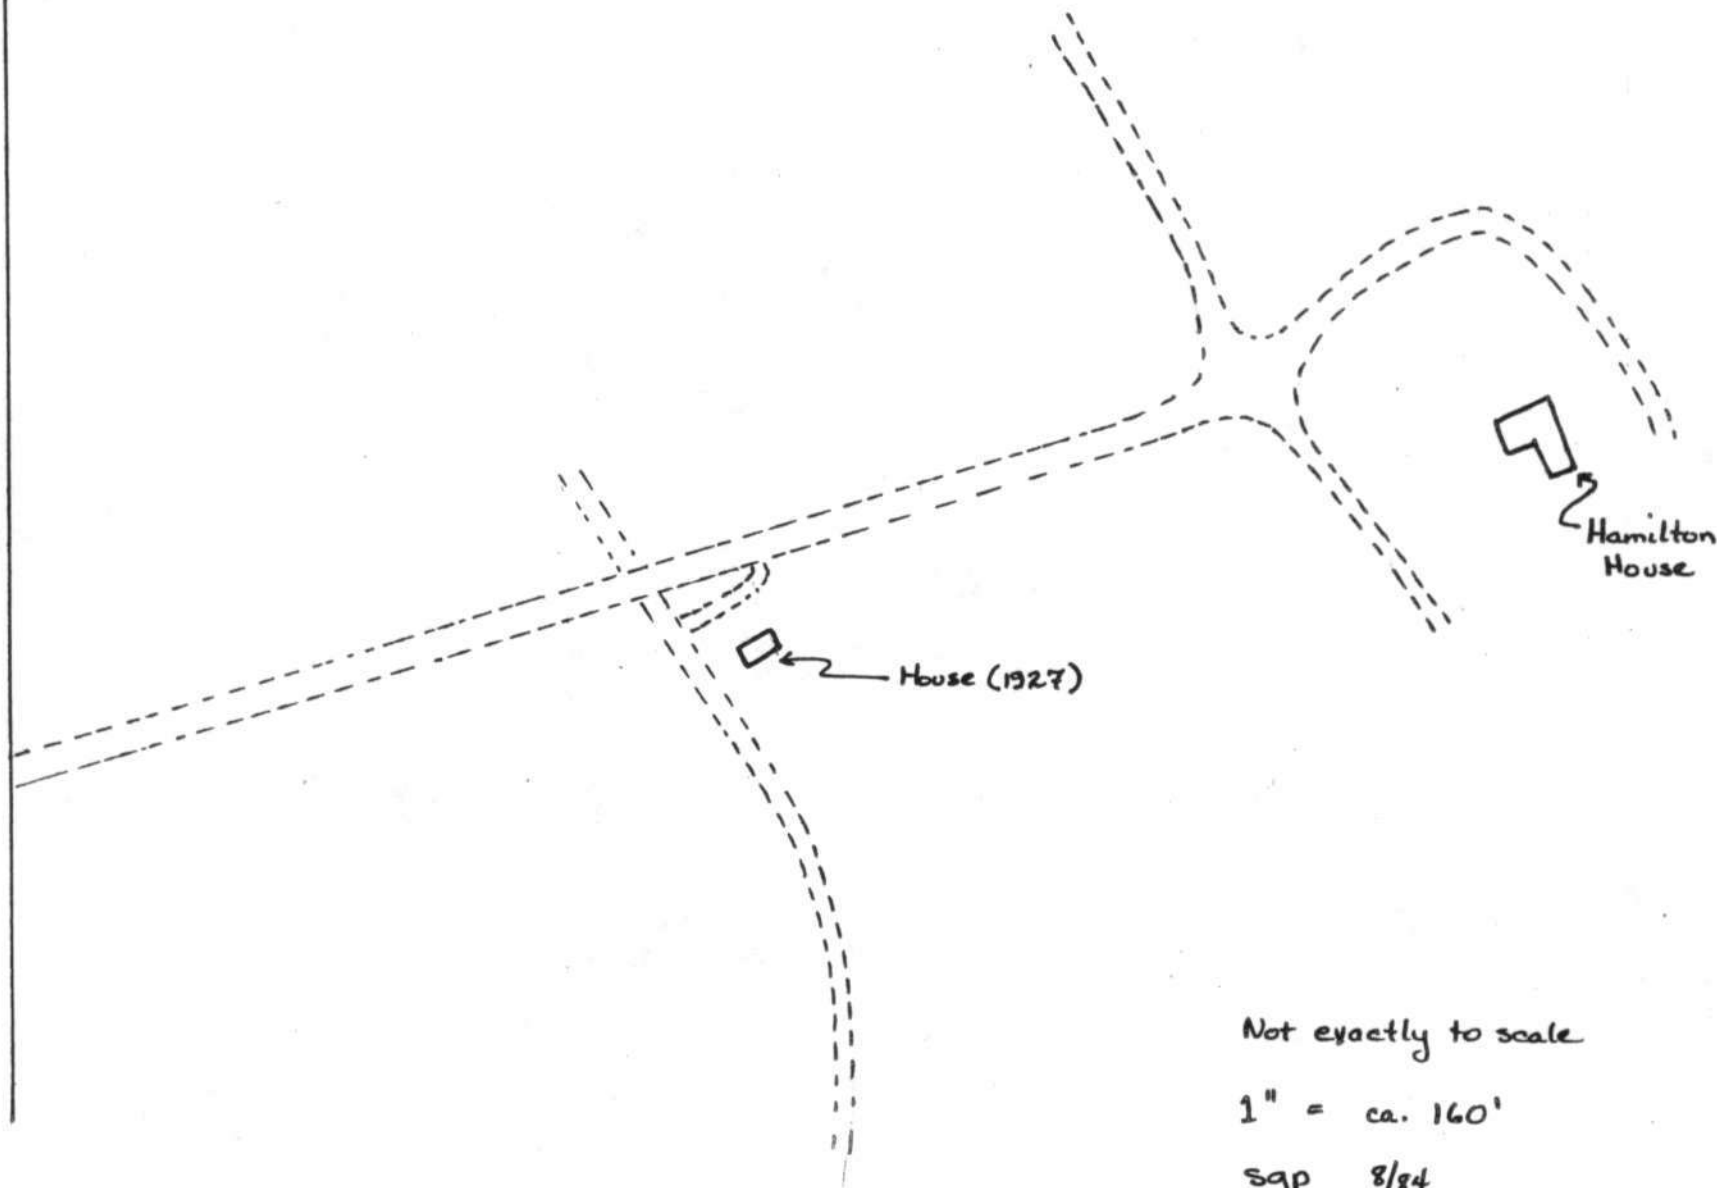 Hamilton
House
House (1927)
Not exactly to scale
1" = ca. 160'
sap 8/84